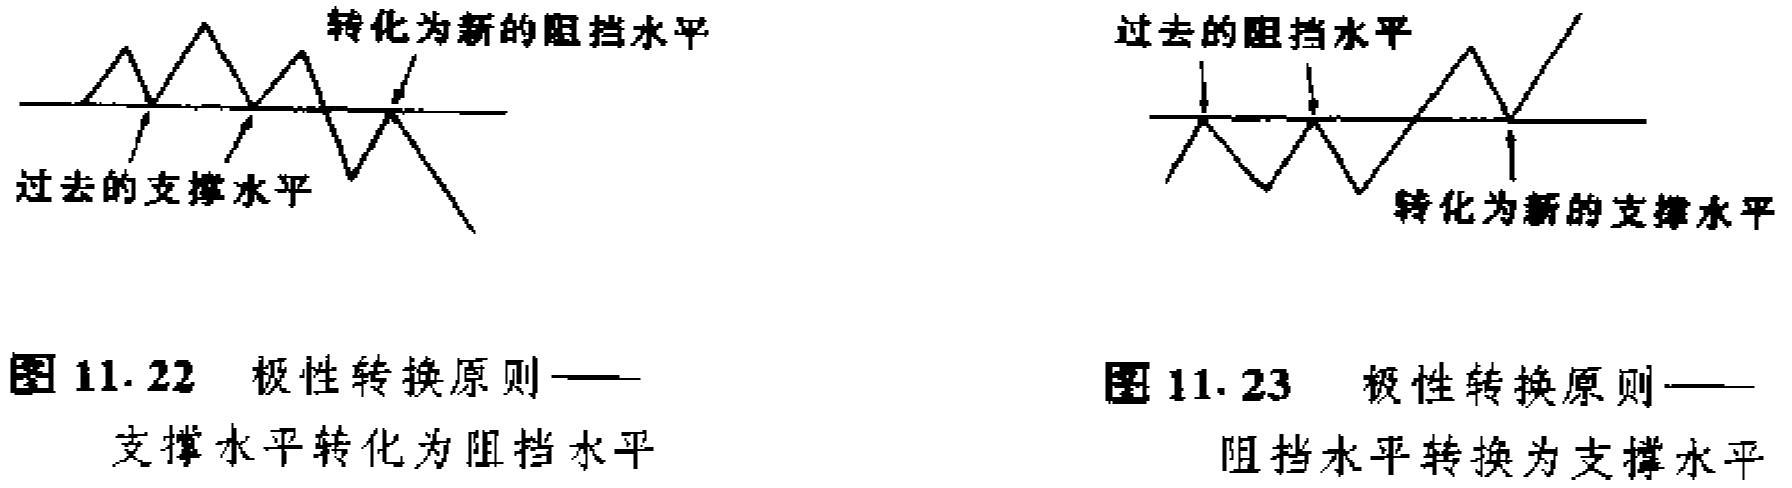 转化为新的阻挡水平
过去的支撑水平
图 11.22 极性转换原则——
支撑水平转化为阻挡水平
过去的阻挡水平
转化为新的支撑水平
图 11.23 极性转换原则——
阻挡水平转换为支撑水平